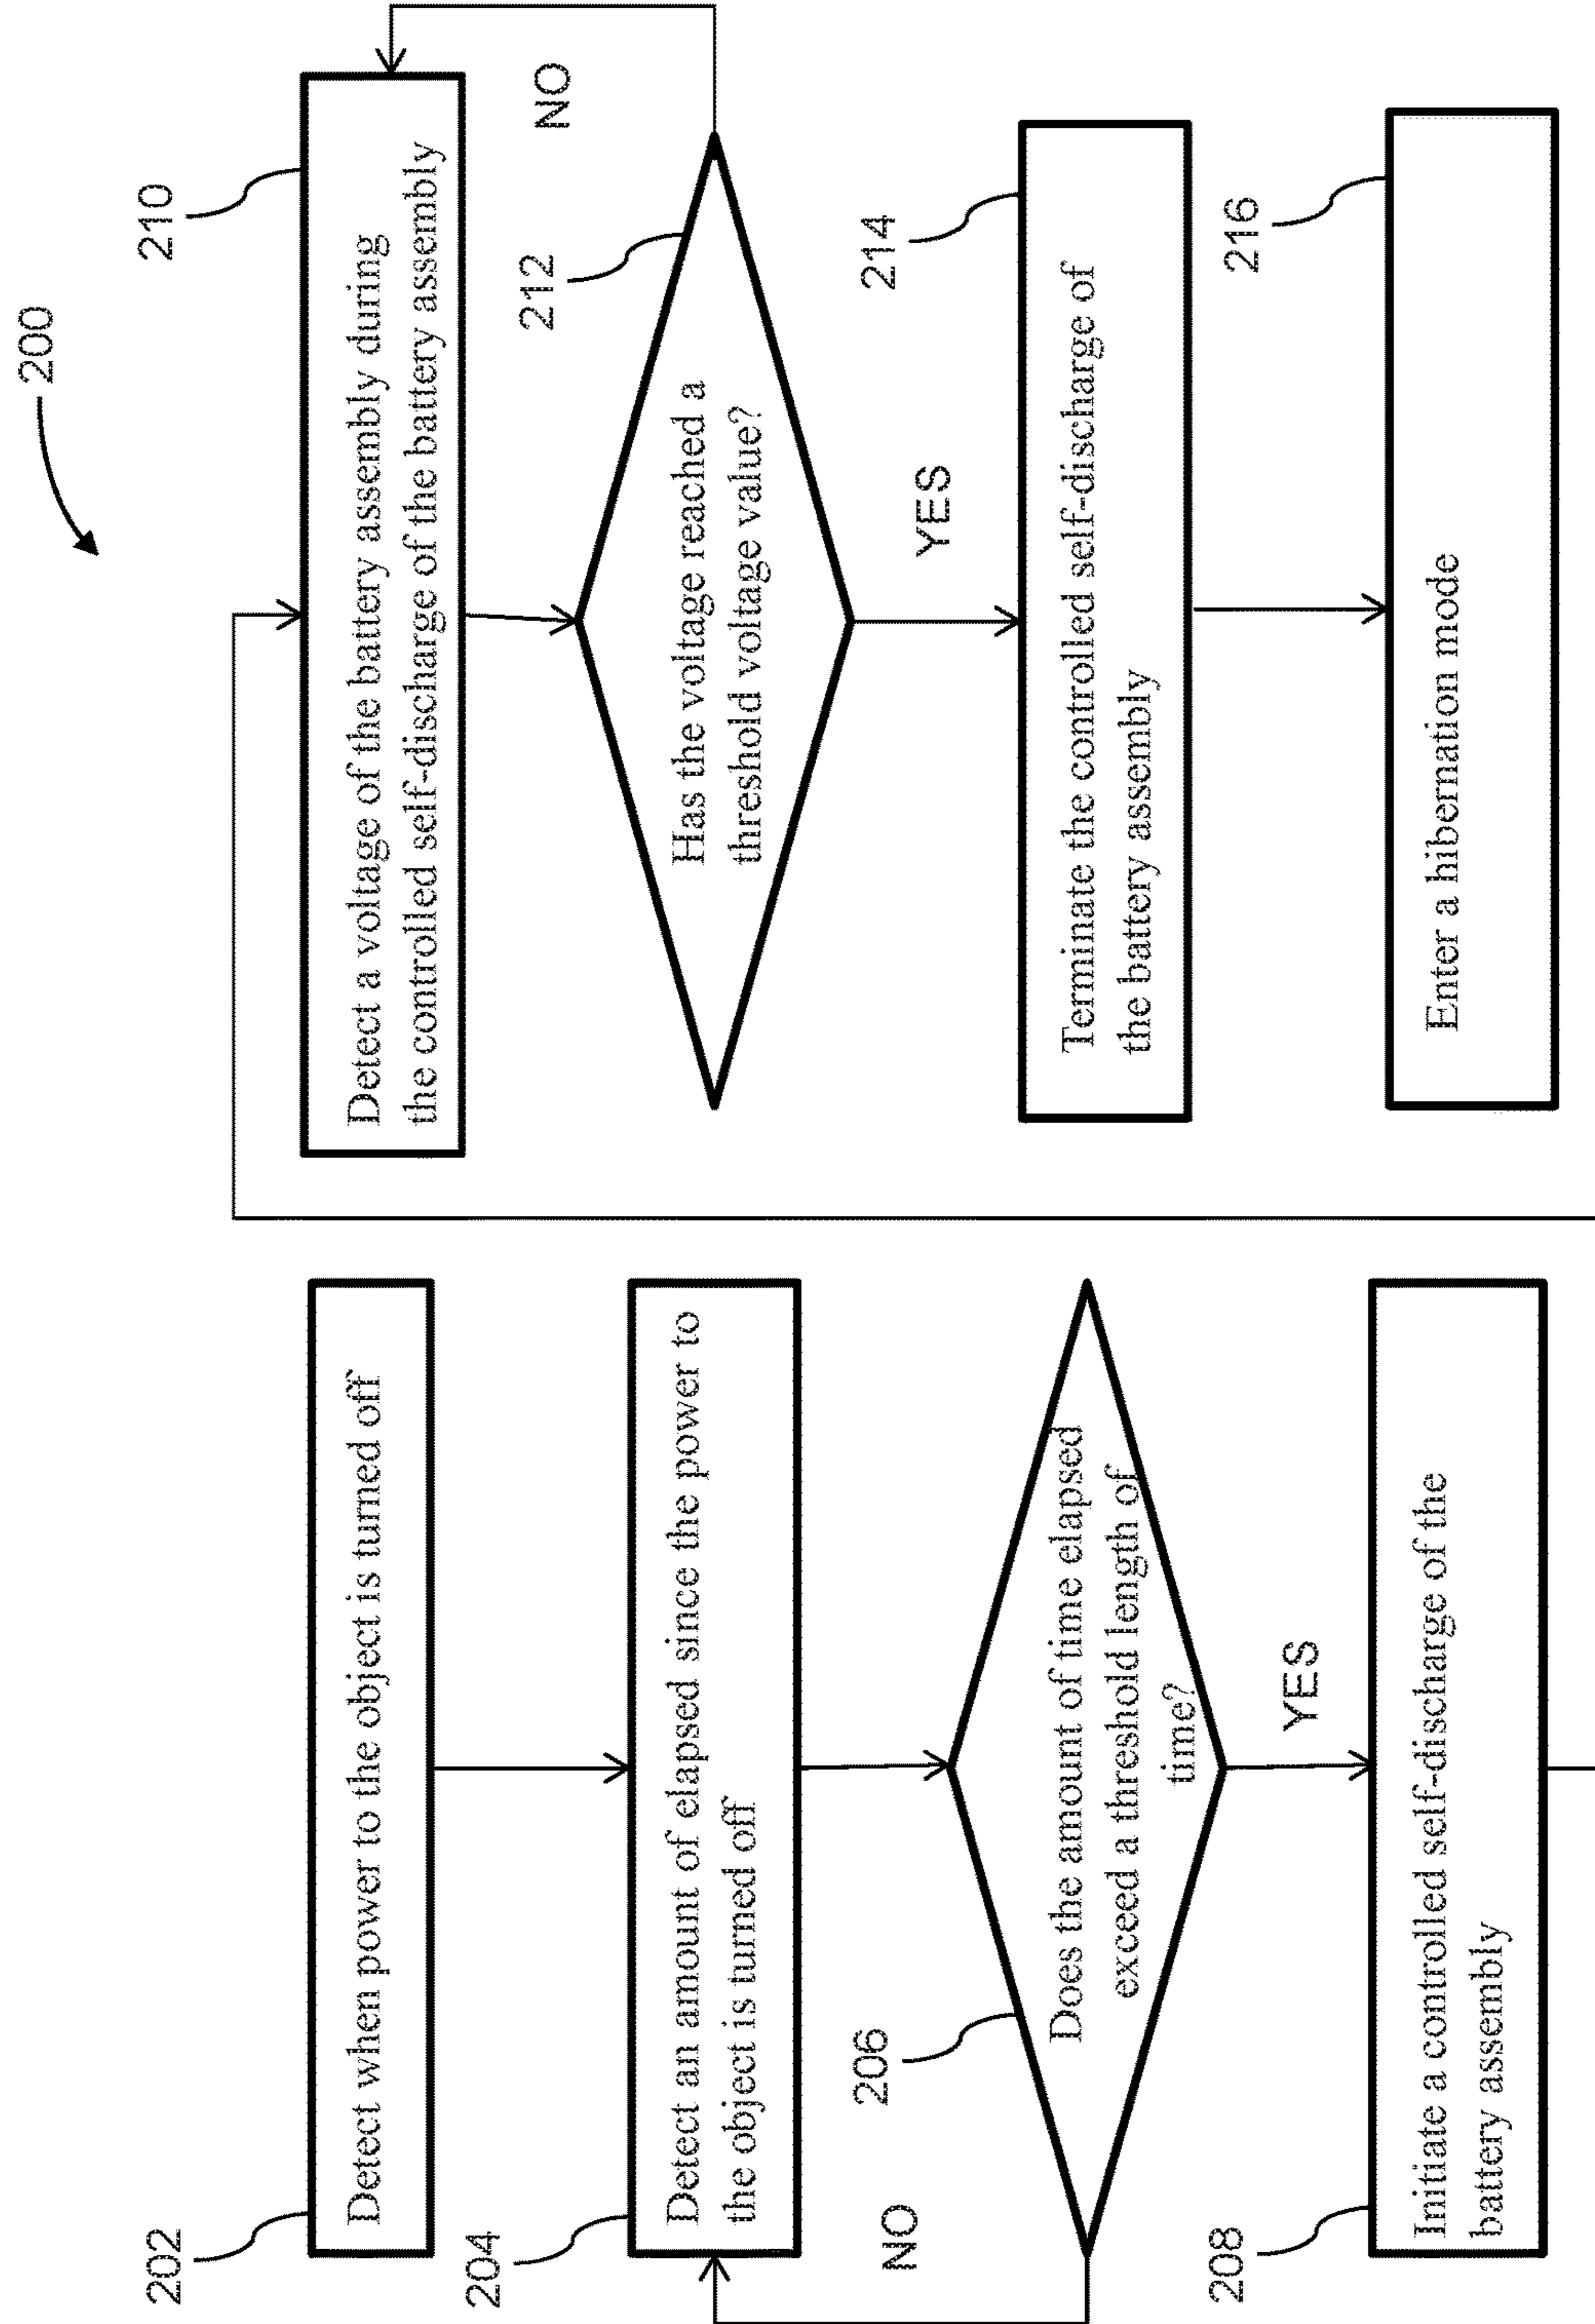 200
202
Detect when power to the object is turned off
204
Detect an amount of elapsed since the power to
the object is turned off
206
Does the amount of time elapsed
exceed a threshold length of
time?
NO
YES
208
Initiate a controlled self-discharge of the
battery assembly
210
Detect a voltage of the battery assembly during
the controlled self-discharge of the battery assembly
212
Has the voltage reached a
threshold voltage value?
NO
YES
214
Terminate the controlled self-discharge of
the battery assembly
216
Enter a hibernation mode